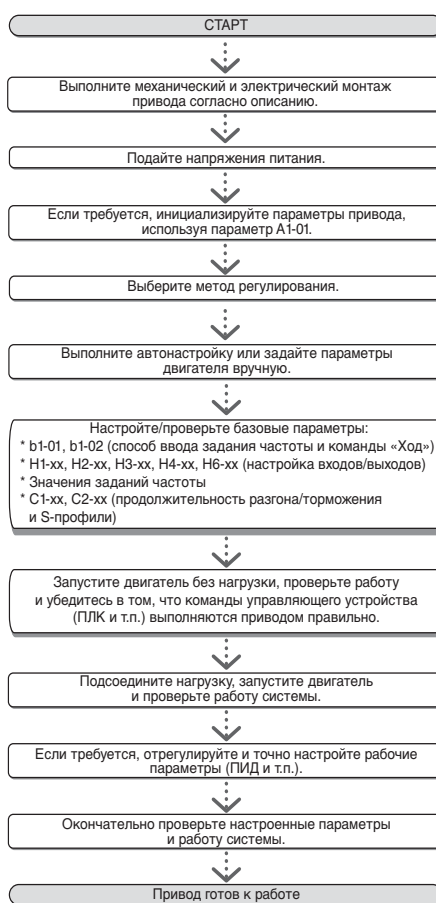 СТАРТ
Выполните механический и электрический монтаж
привода согласно описанию.
Подайте напряжения питания.
Если требуется, инициализируйте параметры привода,
используя параметр A1-01.
Выберите метод регулирования.
Выполните автонастройку или задайте параметры
двигателя вручную.
Настройте/проверьте базовые параметры:
* b1-01, b1-02 (способ ввода задания частоты и команды «Ход»)
* H1-xx, H2-xx, H3-xx, H4-xx, H6-xx (настройка входов/выходов)
* Значения заданий частоты
* C1-xx, C2-xx (продолжительность разгона/торможения
и S-профили)
Запустите двигатель без нагрузки, проверьте работу
и убедитесь в том, что команды управляющего устройства
(ПЛК и т.п.) выполняются приводом правильно.
Подсоедините нагрузку, запустите двигатель
и проверьте работу системы.
Если требуется, отрегулируйте и точно настройте рабочие
параметры (ПИД и т.п.).
Окончательно проверьте настроенные параметры
и работу системы.
Привод готов к работе